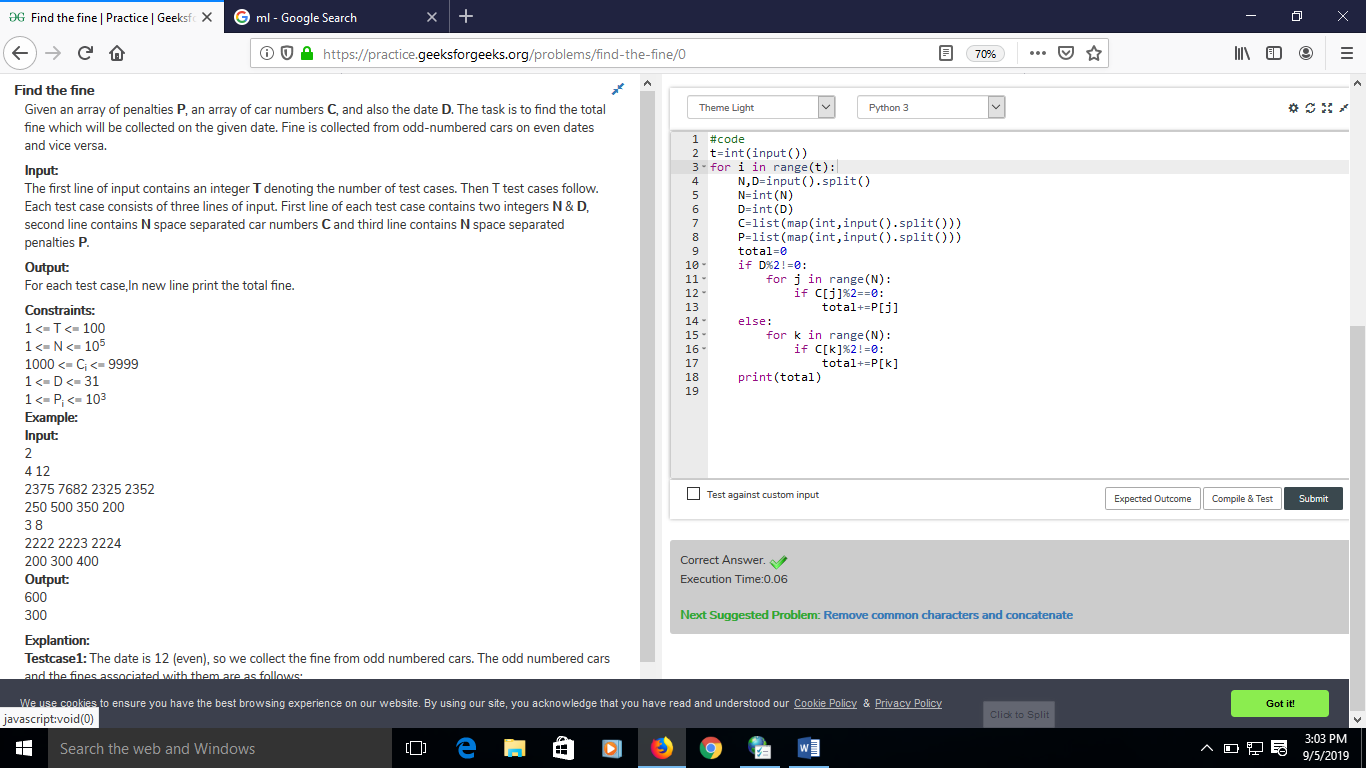 Find the fine | Practice | Geeksf
ml - Google Search
https://practice.geeksforgeeks.org/problems/find-the-fine/0
70%
Find the fine
Given an array of penalties P, an array of car numbers C, and also the date D. The task is to find the total
fine which will be collected on the given date. Fine is collected from odd-numbered cars on even dates
and vice versa.
Input:
The first line of input contains an integer T denoting the number of test cases. Then T test cases follow.
Each test case consists of three lines of input. First line of each test case contains two integers N & D,
second line contains N space separated car numbers C and third line contains N space separated
penalties P.
Output:
For each test case,In new line print the total fine.
Constraints:
1 <= T <= 100
1 <= N <= 10⁵
1000 <= Cᵢ <= 9999
1 <= D <= 31
1 <= Pᵢ <= 10³
Example:
Input:
2
4 12
2375 7682 2325 2352
250 500 350 200
3 8
2222 2223 2224
200 300 400
Output:
600
300
Explantion:
Testcase1: The date is 12 (even), so we collect the fine from odd numbered cars. The odd numbered cars
and the fines associated with them are as follows:
Theme Light
Python 3
1 #code
2 t=int(input())
3 for i in range(t):
4     N,D=input().split()
5     N=int(N)
6     D=int(D)
7     C=list(map(int,input().split()))
8     P=list(map(int,input().split()))
9     total=0
10     if D%2!=0:
11         for j in range(N):
12             if C[j]%2==0:
13                 total+=P[j]
14     else:
15         for k in range(N):
16             if C[k]%2!=0:
17                 total+=P[k]
18     print(total)
19
Test against custom input
Expected Outcome
Compile & Test
Submit
Correct Answer.
Execution Time:0.06
Next Suggested Problem: Remove common characters and concatenate
We use cookies to ensure you have the best browsing experience on our website. By using our site, you acknowledge that you have read and understood our Cookie Policy & Privacy Policy
Got it!
javascript:void(0)
Click to Split
Search the web and Windows
3:03 PM
9/5/2019